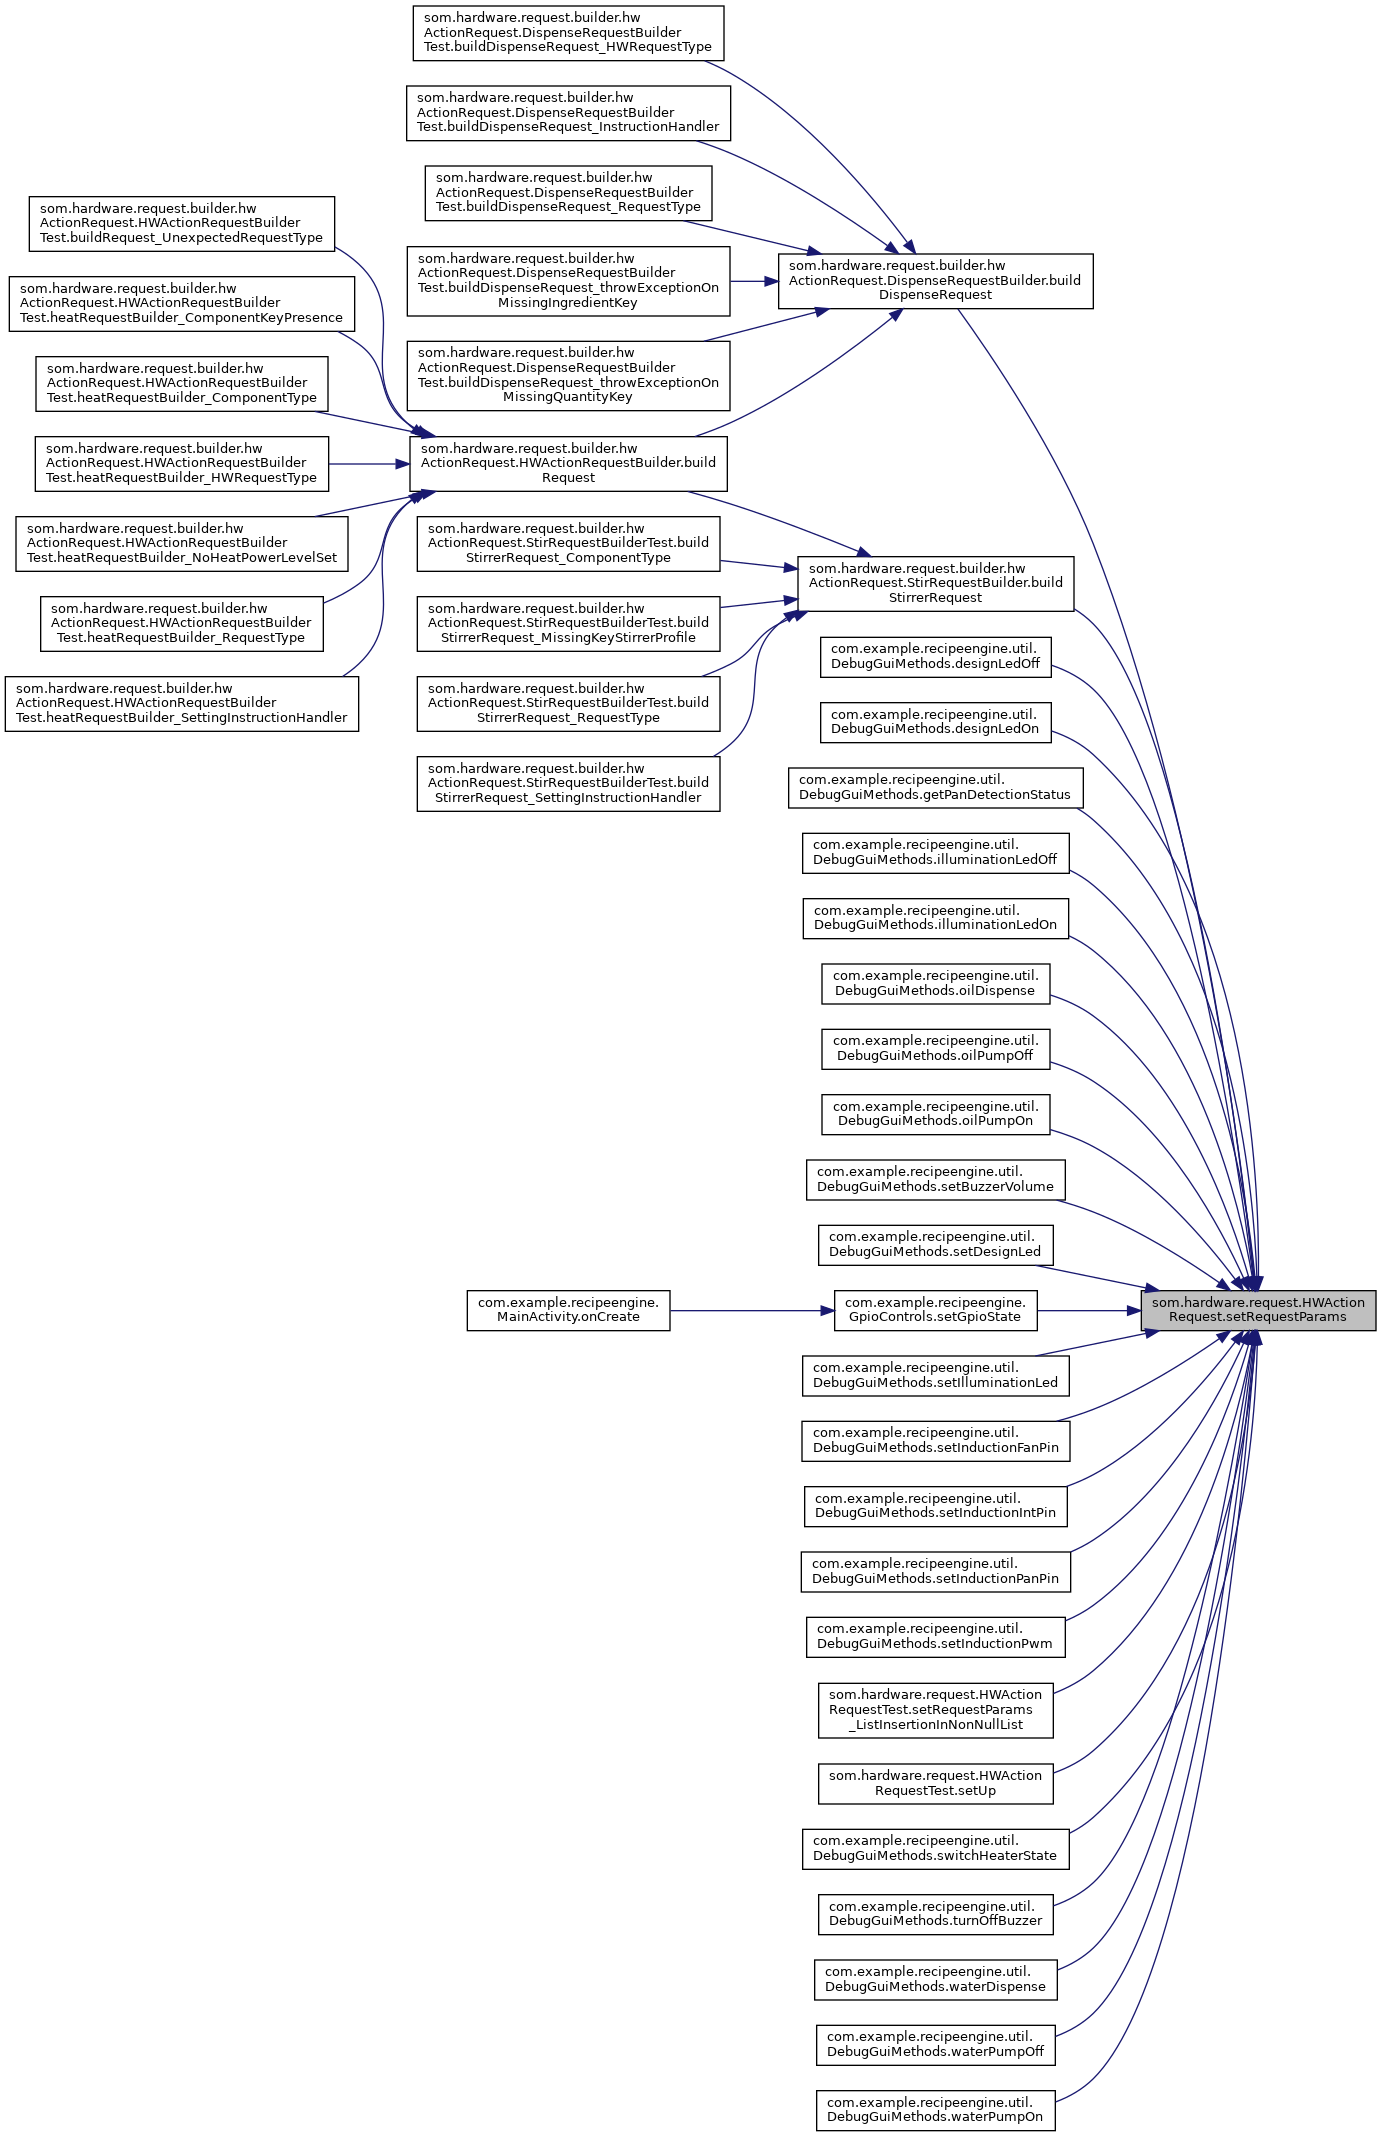 som.hardware.request.builder.hw
ActionRequest.DispenseRequestBuilder
Test.buildDispenseRequest_HWRequestType
som.hardware.request.builder.hw
ActionRequest.DispenseRequestBuilder
Test.buildDispenseRequest_InstructionHandler
som.hardware.request.builder.hw
ActionRequest.DispenseRequestBuilder
Test.buildDispenseRequest_RequestType
som.hardware.request.builder.hw
ActionRequest.DispenseRequestBuilder
Test.buildDispenseRequest_throwExceptionOn
MissingIngredientKey
som.hardware.request.builder.hw
ActionRequest.DispenseRequestBuilder
Test.buildDispenseRequest_throwExceptionOn
MissingQuantityKey
som.hardware.request.builder.hw
ActionRequest.DispenseRequestBuilder.build
DispenseRequest
som.hardware.request.builder.hw
ActionRequest.HWActionRequestBuilder
Test.buildRequest_UnexpectedRequestType
som.hardware.request.builder.hw
ActionRequest.HWActionRequestBuilder
Test.heatRequestBuilder_ComponentKeyPresence
som.hardware.request.builder.hw
ActionRequest.HWActionRequestBuilder
Test.heatRequestBuilder_ComponentType
som.hardware.request.builder.hw
ActionRequest.HWActionRequestBuilder
Test.heatRequestBuilder_HWRequestType
som.hardware.request.builder.hw
ActionRequest.HWActionRequestBuilder
Test.heatRequestBuilder_NoHeatPowerLevelSet
som.hardware.request.builder.hw
ActionRequest.HWActionRequestBuilder
Test.heatRequestBuilder_RequestType
som.hardware.request.builder.hw
ActionRequest.HWActionRequestBuilder
Test.heatRequestBuilder_SettingInstructionHandler
som.hardware.request.builder.hw
ActionRequest.HWActionRequestBuilder.build
Request
som.hardware.request.builder.hw
ActionRequest.StirRequestBuilderTest.build
StirrerRequest_ComponentType
som.hardware.request.builder.hw
ActionRequest.StirRequestBuilderTest.build
StirrerRequest_MissingKeyStirrerProfile
som.hardware.request.builder.hw
ActionRequest.StirRequestBuilderTest.build
StirrerRequest_RequestType
som.hardware.request.builder.hw
ActionRequest.StirRequestBuilderTest.build
StirrerRequest_SettingInstructionHandler
som.hardware.request.builder.hw
ActionRequest.StirRequestBuilder.build
StirrerRequest
com.example.recipeengine.util.
DebugGuiMethods.designLedOff
com.example.recipeengine.util.
DebugGuiMethods.designLedOn
com.example.recipeengine.util.
DebugGuiMethods.getPanDetectionStatus
com.example.recipeengine.util.
DebugGuiMethods.illuminationLedOff
com.example.recipeengine.util.
DebugGuiMethods.illuminationLedOn
com.example.recipeengine.util.
DebugGuiMethods.oilDispense
com.example.recipeengine.util.
DebugGuiMethods.oilPumpOff
com.example.recipeengine.util.
DebugGuiMethods.oilPumpOn
com.example.recipeengine.util.
DebugGuiMethods.setBuzzerVolume
com.example.recipeengine.util.
DebugGuiMethods.setDesignLed
com.example.recipeengine.
MainActivity.onCreate
com.example.recipeengine.
GpioControls.setGpioState
som.hardware.request.HWAction
Request.setRequestParams
com.example.recipeengine.util.
DebugGuiMethods.setIlluminationLed
com.example.recipeengine.util.
DebugGuiMethods.setInductionFanPin
com.example.recipeengine.util.
DebugGuiMethods.setInductionIntPin
com.example.recipeengine.util.
DebugGuiMethods.setInductionPanPin
com.example.recipeengine.util.
DebugGuiMethods.setInductionPwm
som.hardware.request.HWAction
RequestTest.setRequestParams
_ListInsertionInNonNullList
som.hardware.request.HWAction
RequestTest.setUp
com.example.recipeengine.util.
DebugGuiMethods.switchHeaterState
com.example.recipeengine.util.
DebugGuiMethods.turnOffBuzzer
com.example.recipeengine.util.
DebugGuiMethods.waterDispense
com.example.recipeengine.util.
DebugGuiMethods.waterPumpOff
com.example.recipeengine.util.
DebugGuiMethods.waterPumpOn